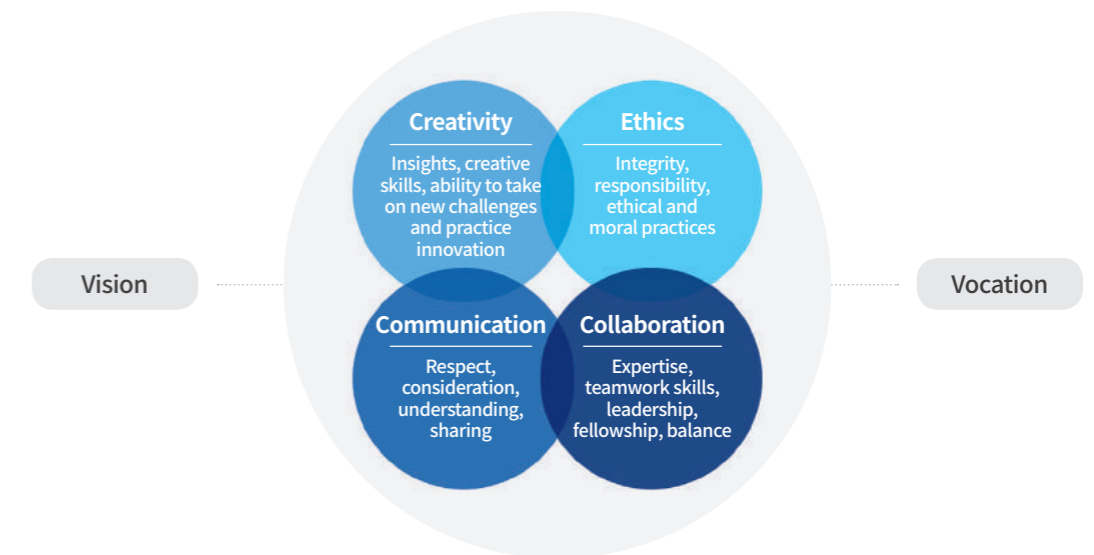 Vision
Creativity
Insights, creative
skills, ability to take
on new challenges
and practice
innovation
Ethics
Integrity,
responsibility,
ethical and
moral practices
Communication
Respect,
consideration,
understanding,
sharing
Collaboration
Expertise,
teamwork skills,
leadership,
fellowship, balance
Vocation